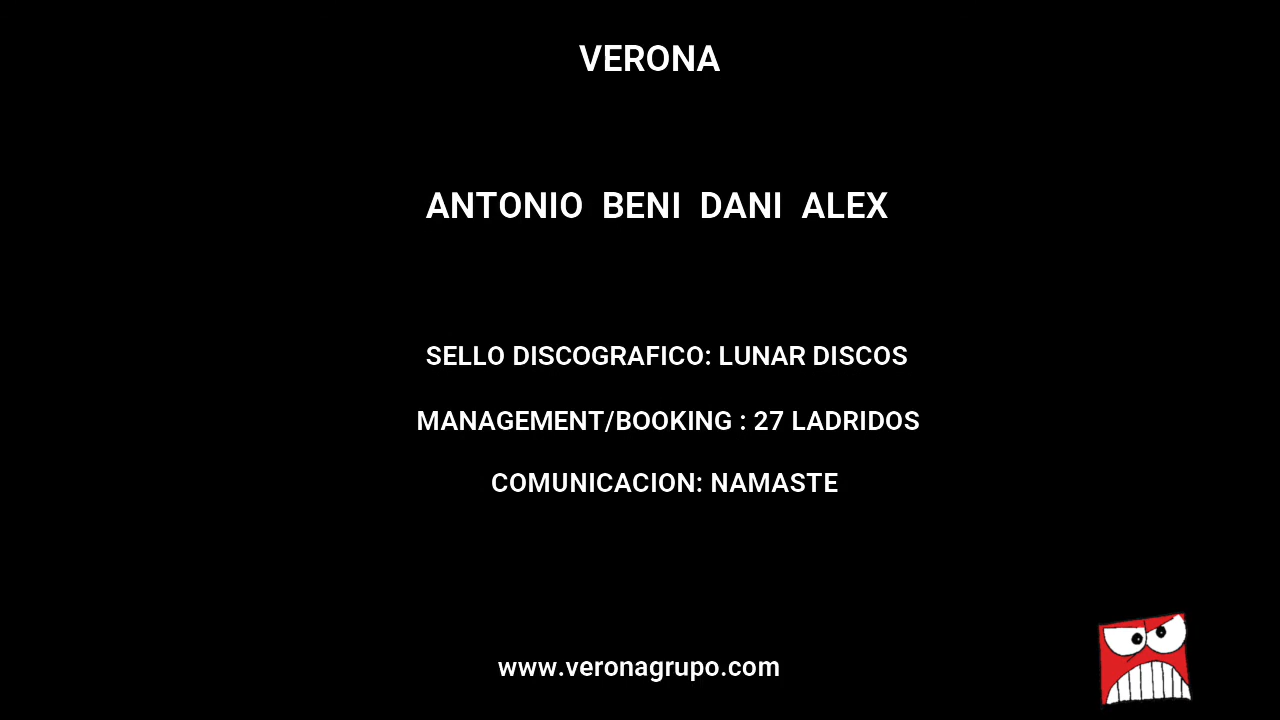 VERONA
ANTONIO BENI DANI ALEX
SELLO DISCOGRAFICO: LUNAR DISCOS
MANAGEMENT/BOOKING : 27 LADRIDOS
COMUNICACION: NAMASTE
www.veronagrupo.com